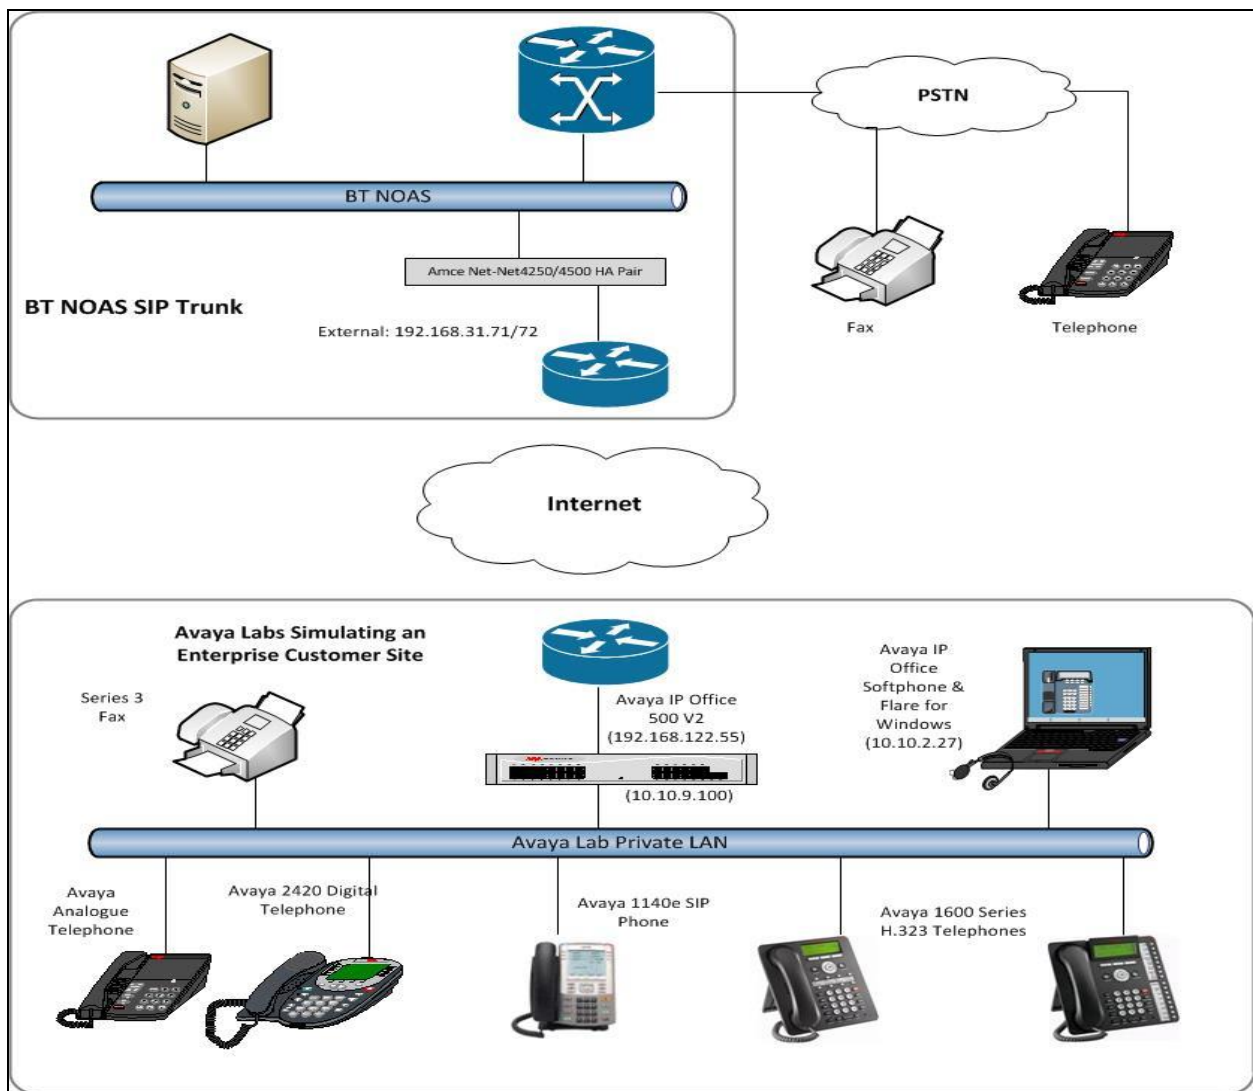 PSTN
BT NOAS
Amce Net-Net4250/4500 HA Pair
BT NOAS SIP Trunk
External: 192.168.31.71/72
Fax
Telephone
Internet
Avaya Labs Simulating an
Enterprise Customer Site
Series 3
Fax
Avaya IP Office
500 V2
(192.168.122.55)
(10.10.9.100)
Avaya IP
Office
Softphone &
Flare for
Windows
(10.10.2.27)
Avaya Lab Private LAN
Avaya
Analogue
Telephone
Avaya 2420 Digital
Telephone
Avaya 1140e SIP
Phone
Avaya 1600 Series
H.323 Telephones